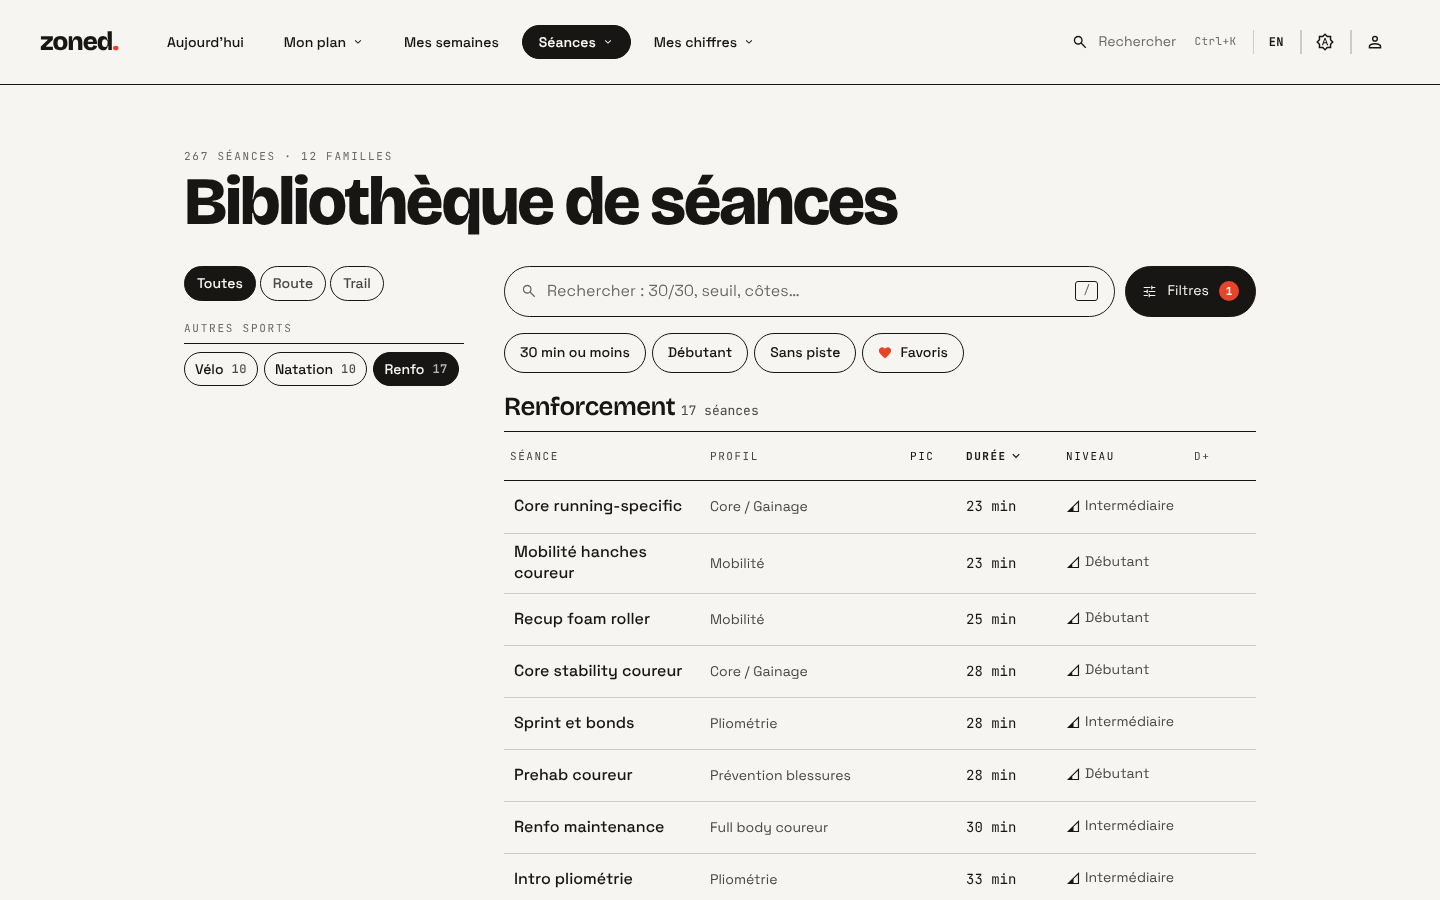 zoned.
Aujourd'hui
Mon plan
Mes semaines
Séances
Mes chiffres
Rechercher Ctrl+K
EN
A
267 SÉANCES · 12 FAMILLES
Bibliothèque de séances
Toutes
Route
Trail
AUTRES SPORTS
Vélo 10
Natation 10
Renfo 17
Rechercher : 30/30, seuil, côtes... /
Filtres 1
30 min ou moins
Débutant
Sans piste
Favoris
Renforcement 17 séances
SÉANCE PROFIL PIC DURÉE NIVEAU D+
Core running-specific Core / Gainage 23 min Intermédiaire
Mobilité hanches
coureur Mobilité 23 min Débutant
Recup foam roller Mobilité 25 min Débutant
Core stability coureur Core / Gainage 28 min Débutant
Sprint et bonds Pliométrie 28 min Intermédiaire
Prehab coureur Prévention blessures 28 min Débutant
Renfo maintenance Full body coureur 30 min Intermédiaire
Intro pliométrie Pliométrie 33 min Intermédiaire